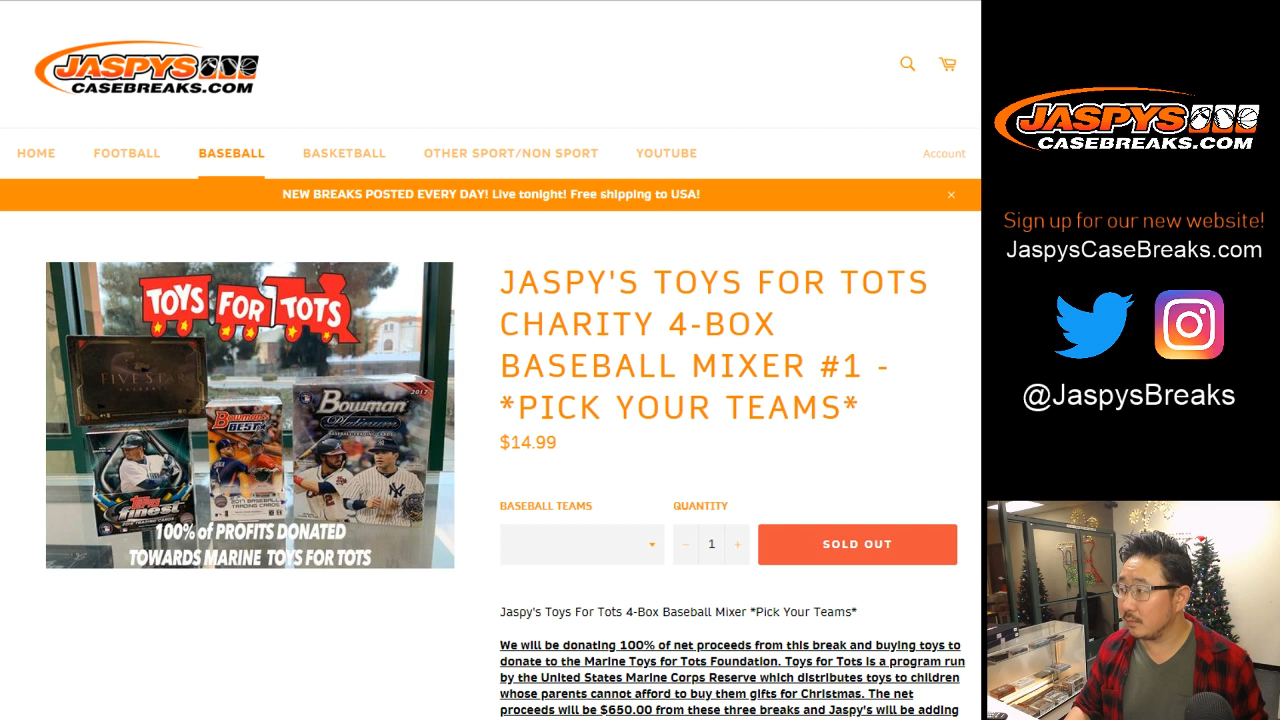 JASPYS
CASEBREAKS.COM
HOME
FOOTBALL
BASEBALL
BASKETBALL
OTHER SPORT/NON SPORT
YOUTUBE
Account
NEW BREAKS POSTED EVERY DAY! Live tonight! Free shipping to USA!
×
TOYS FOR TOTS
FIVE STAR
BOWMAN'S BEST
2017 BASEBALL
TRADING CARDS
2017
Bowman
Platinum
Topps
finest
100% of PROFITS DONATED
TOWARDS MARINE TOYS FOR TOTS
JASPY'S TOYS FOR TOTS
CHARITY 4-BOX
BASEBALL MIXER #1 -
*PICK YOUR TEAMS*
$14.99
BASEBALL TEAMS
QUANTITY
− 1 +
SOLD OUT
Jaspy's Toys For Tots 4-Box Baseball Mixer *Pick Your Teams*
We will be donating 100% of net proceeds from this break and buying toys to
donate to the Marine Toys for Tots Foundation. Toys for Tots is a program run
by the United States Marine Corps Reserve which distributes toys to children
whose parents cannot afford to buy them gifts for Christmas. The net
proceeds will be $650.00 from these three breaks and Jaspy's will be adding
JASPYS
CASEBREAKS.COM
Sign up for our new website!
JaspysCaseBreaks.com
@JaspysBreaks